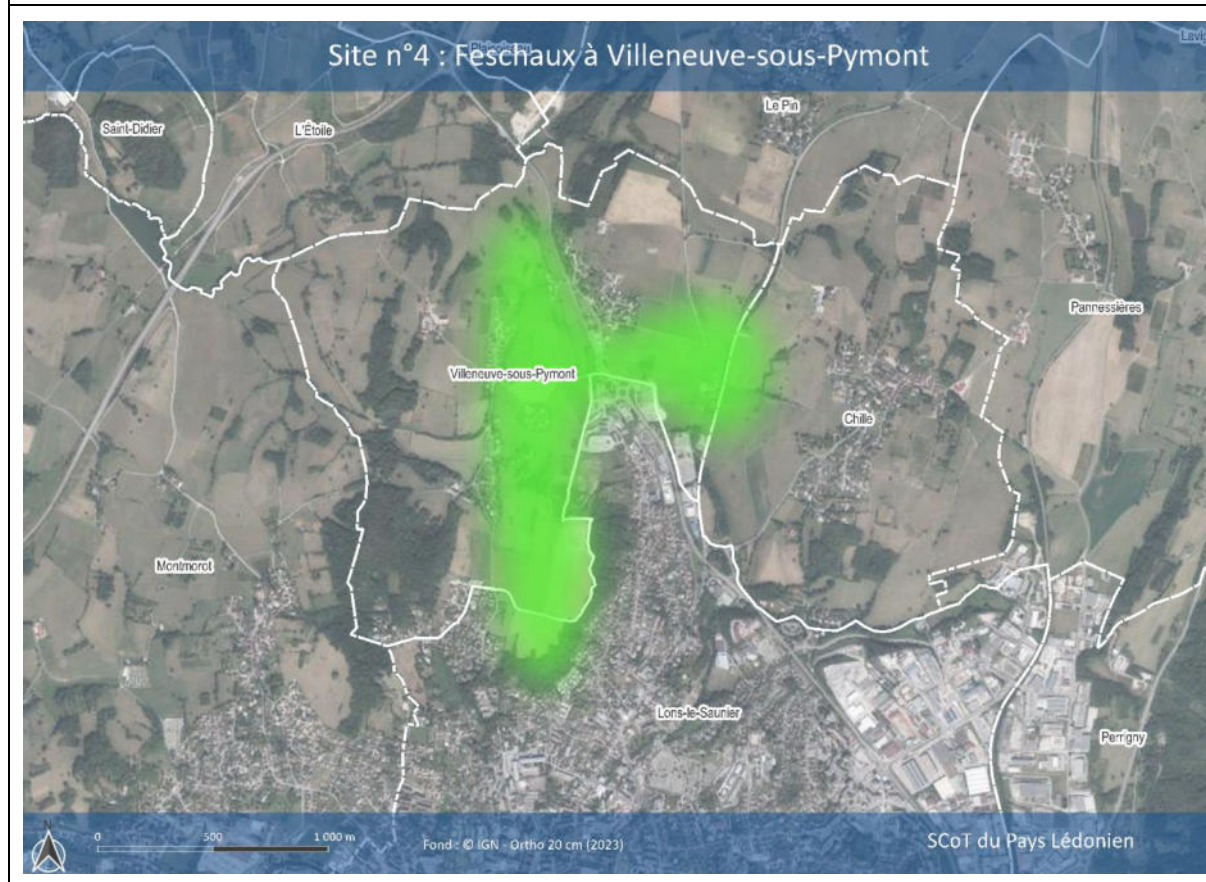 Site n°4 : Feschaux à Villeneuve-sous-Pymont
Le Pin
Saint-Didier
L'Étoile
Pannessières
Villeneuve-sous-Pymont
Chille
Montmorot
Lons-le-Saunier
Perrigny
N
0 500 1 000 m
Fond : © IGN - Ortho 20 cm (2023)
SCoT du Pays Lédonien